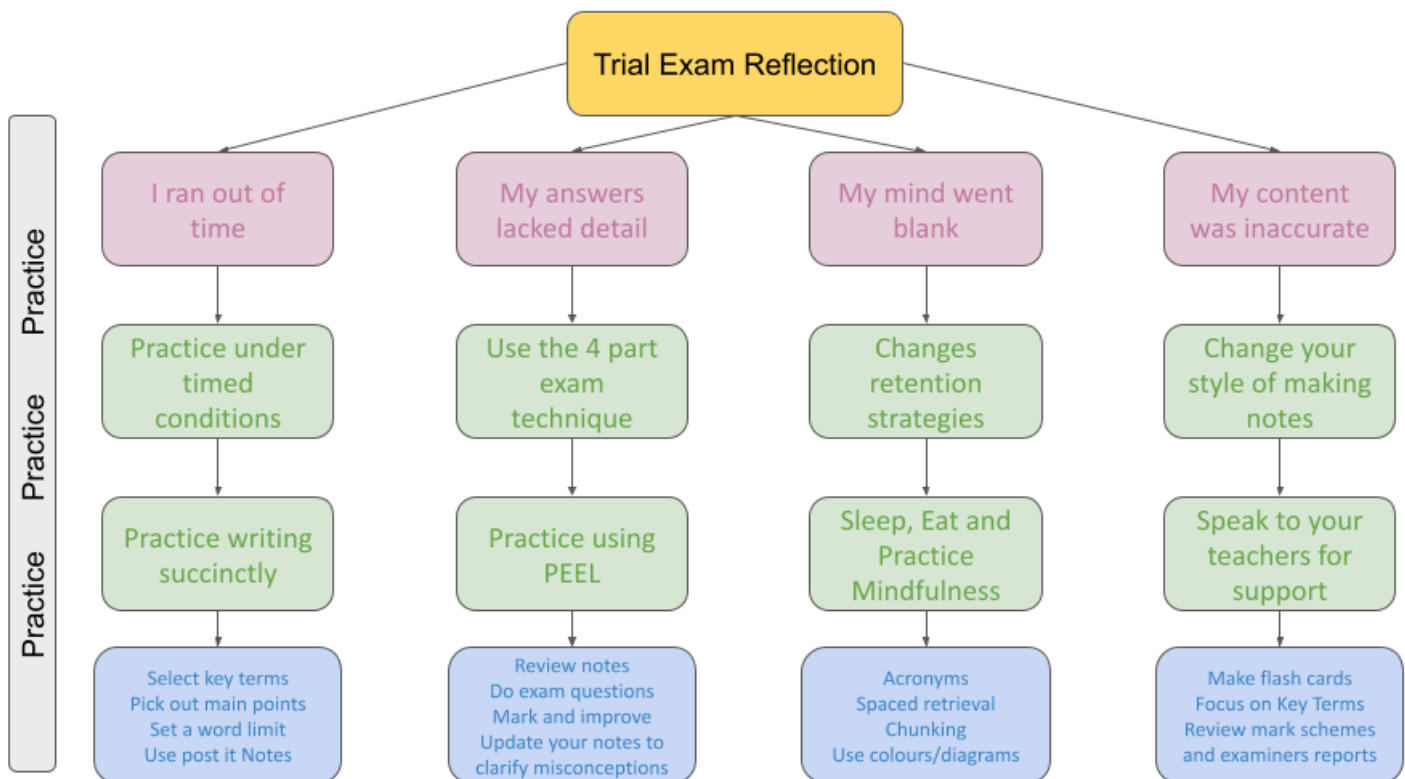 Trial Exam Reflection
Practice
Practice
Practice
I ran out of
time
My answers
lacked detail
My mind went
blank
My content
was inaccurate
Practice under
timed
conditions
Use the 4 part
exam
technique
Changes
retention
strategies
Change your
style of making
notes
Practice writing
succinctly
Practice using
PEEL
Sleep, Eat and
Practice
Mindfulness
Speak to your
teachers for
support
Select key terms
Pick out main points
Set a word limit
Use post it Notes
Review notes
Do exam questions
Mark and improve
Update your notes to
clarify misconceptions
Acronyms
Spaced retrieval
Chunking
Use colours/diagrams
Make flash cards
Focus on Key Terms
Review mark schemes
and examiners reports